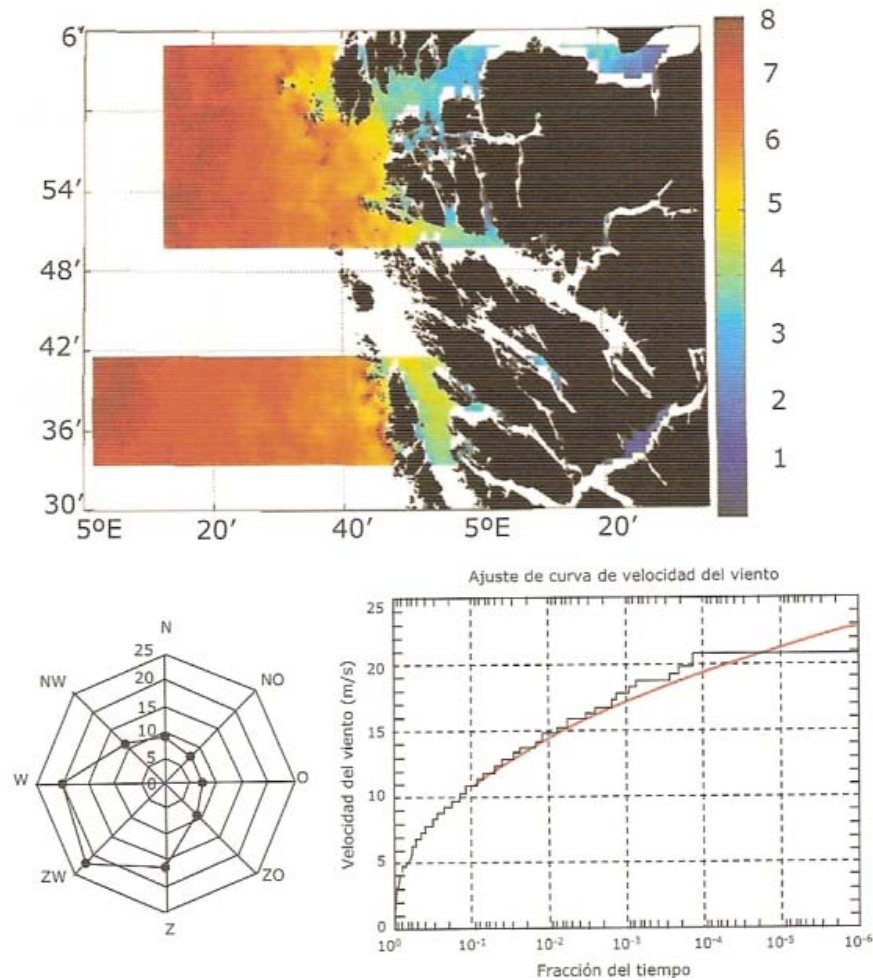 6'
54'
48'
42'
36'
30'
5ºE 20' 40' 5ºE 20'
8
7
6
5
4
3
2
1
N
NO
O
ZO
Z
ZW
W
NW
25
20
15
10
5
0
Ajuste de curva de velocidad del viento
Velocidad del viento (m/s)
25
20
15
10
5
0
10⁰ 10⁻¹ 10⁻² 10⁻³ 10⁻⁴ 10⁻⁵ 10⁻⁶
Fracción del tiempo